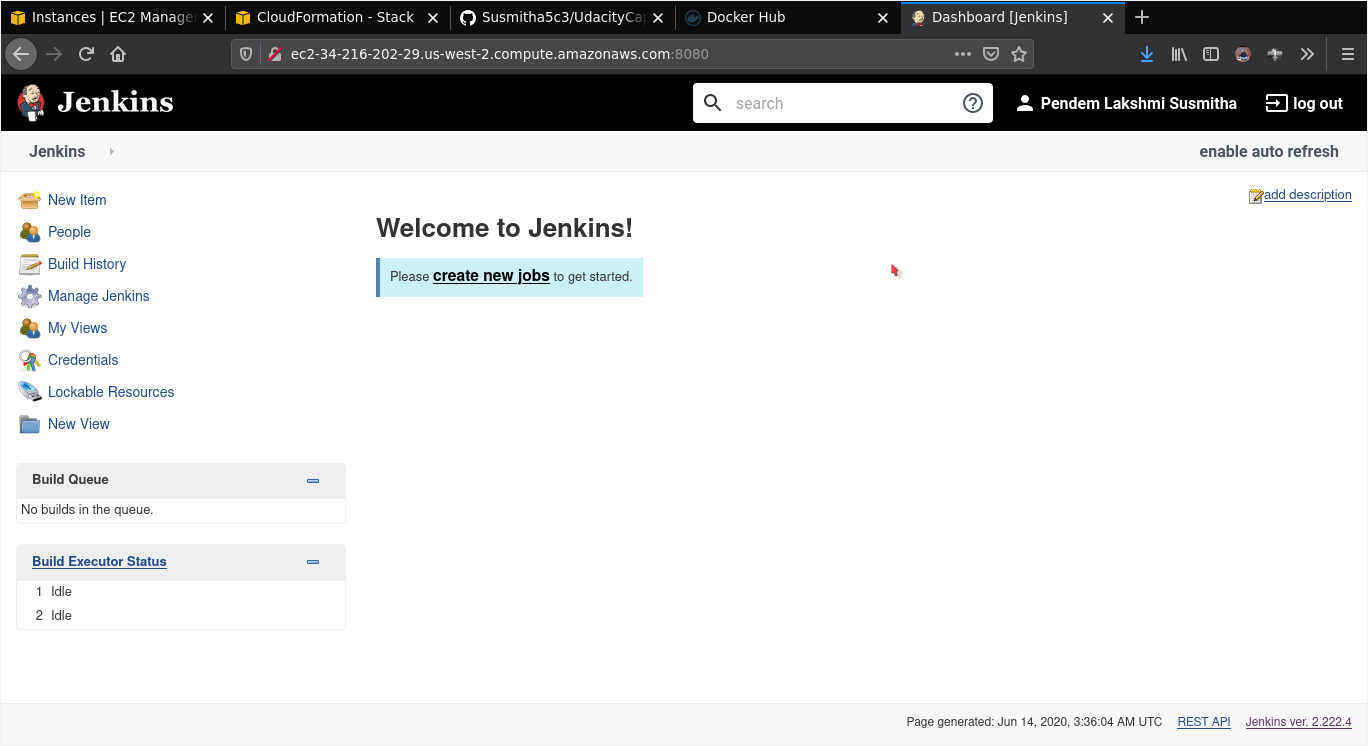 Instances | EC2 Manage
CloudFormation - Stack
Susmitha5c3/UdacityCa
Docker Hub
Dashboard [Jenkins]
ec2-34-216-202-29.us-west-2.compute.amazonaws.com:8080
Jenkins
search
Pendem Lakshmi Susmitha
log out
Jenkins
enable auto refresh
New Item
People
Build History
Manage Jenkins
My Views
Credentials
Lockable Resources
New View
add description
Welcome to Jenkins!
Please create new jobs to get started.
Build Queue
No builds in the queue.
Build Executor Status
1 Idle
2 Idle
Page generated: Jun 14, 2020, 3:36:04 AM UTC
REST API
Jenkins ver. 2.222.4